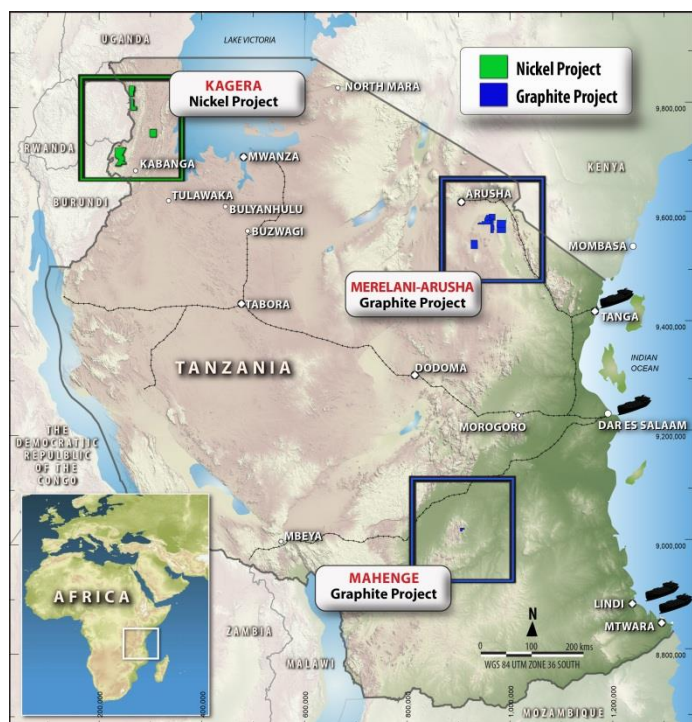 UGANDA
LAKE VICTORIA
KAGERA
Nickel Project
NORTH MARA
Nickel Project
Graphite Project
9,800,000
RWANDA
KABANGA
MWANZA
KENYA
BURUNDI
TULAWAKA
BULYANHULU
BUZWAGI
ARUSHA
9,600,000
MOMBASA
MERELANI-ARUSHA
Graphite Project
TABORA
TANGA
9,400,000
TANZANIA
DODOMA
INDIAN
OCEAN
MOROGORO
DAR ES SALAAM
9,200,000
THE
DEMOCRATJIC
REPULBLIC
OF THE
CONGO
MBEYA
9,000,000
MAHENGE
Graphite Project
AFRICA
ZAMBIA
MALAWI
N
0 100 200 kms
WGS 84 UTM ZONE 36 SOUTH
LINDI
MTWARA
8,800,000
MOZAMBIQUE
200,000
400,000
600,000
800,000
1,000,000
1,200,000